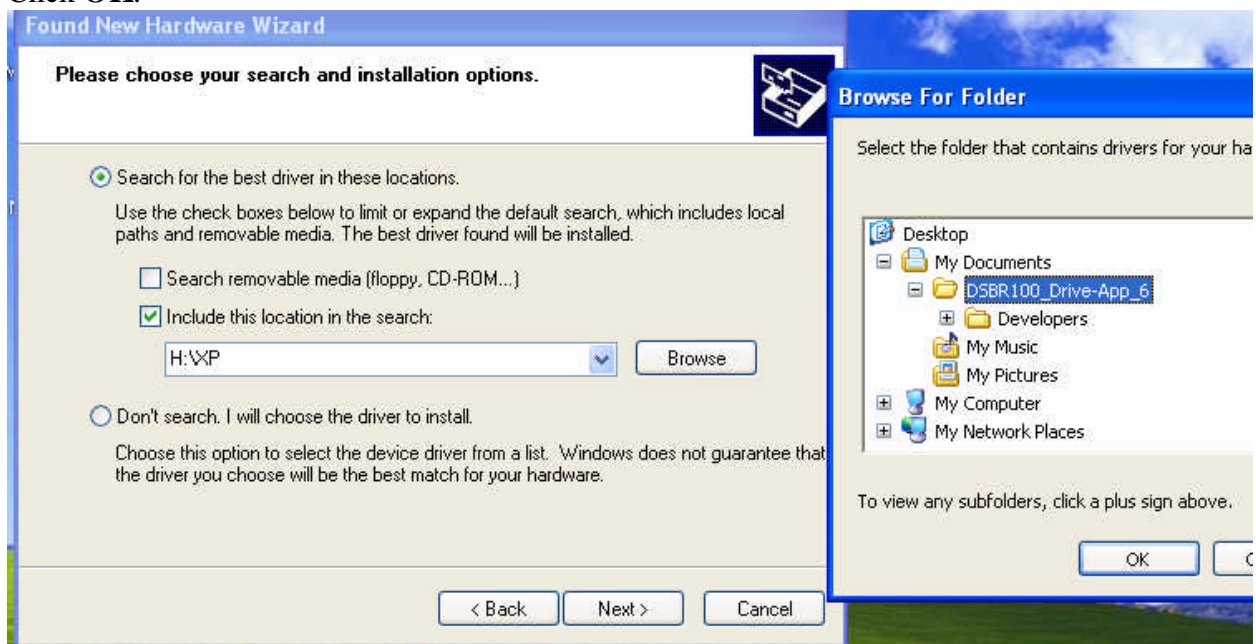 Click OK.
Found New Hardware Wizard
Please choose your search and installation options.
Search for the best driver in these locations.
Use the check boxes below to limit or expand the default search, which includes local
paths and removable media. The best driver found will be installed.
Search removable media (floppy, CD-ROM...)
Include this location in the search:
H:\XP
Browse
Don't search. I will choose the driver to install.
Choose this option to select the device driver from a list. Windows does not guarantee that
the driver you choose will be the best match for your hardware.
< Back
Next >
Cancel
Browse For Folder
Select the folder that contains drivers for your ha
Desktop
My Documents
DSBR100_Drive-App_6
Developers
My Music
My Pictures
My Computer
My Network Places
To view any subfolders, click a plus sign above.
OK